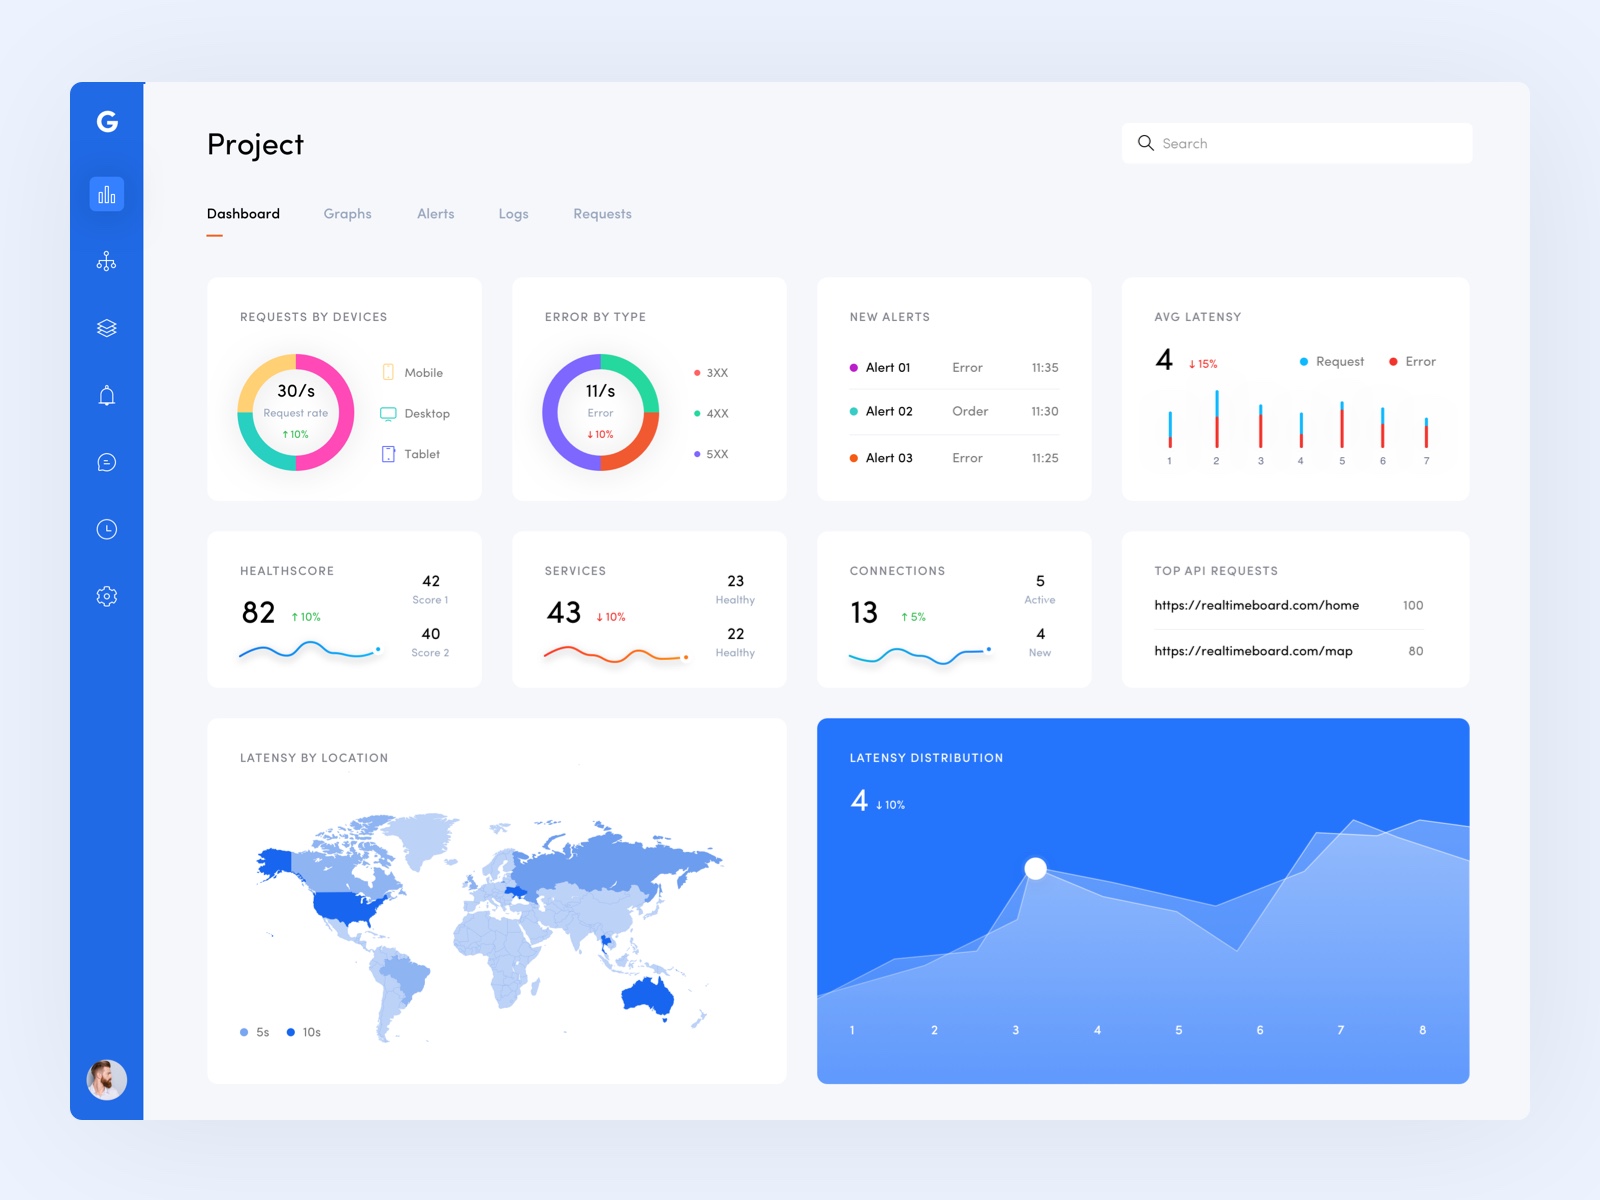 G
Project
Search
Dashboard Graphs Alerts Logs Requests
REQUESTS BY DEVICES
30/s
Request rate
↑10%
Mobile
Desktop
Tablet
ERROR BY TYPE
11/s
Error
↓10%
3XX
4XX
5XX
NEW ALERTS
Alert 01 Error 11:35
Alert 02 Order 11:30
Alert 03 Error 11:25
AVG LATENSY
4 ↓15% Request Error
1 2 3 4 5 6 7
HEALTHSCORE
82 ↑10%
42
Score 1
40
Score 2
SERVICES
43 ↓10%
23
Healthy
22
Healthy
CONNECTIONS
13 ↑5%
5
Active
4
New
TOP API REQUESTS
https://realtimeboard.com/home 100
https://realtimeboard.com/map 80
LATENSY BY LOCATION
5s 10s
LATENSY DISTRIBUTION
4 ↓10%
1 2 3 4 5 6 7 8